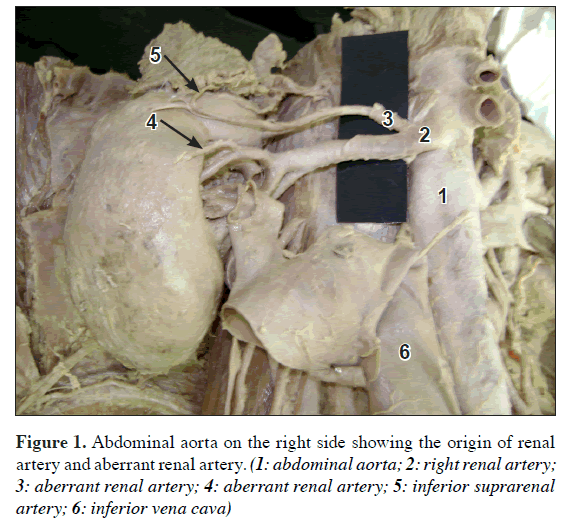 5
4
3
2
1
6
Figure 1. Abdominal aorta on the right side showing the origin of renal
artery and aberrant renal artery. (1: abdominal aorta; 2: right renal artery;
3: aberrant renal artery; 4: aberrant renal artery; 5: inferior suprarenal
artery; 6: inferior vena cava)